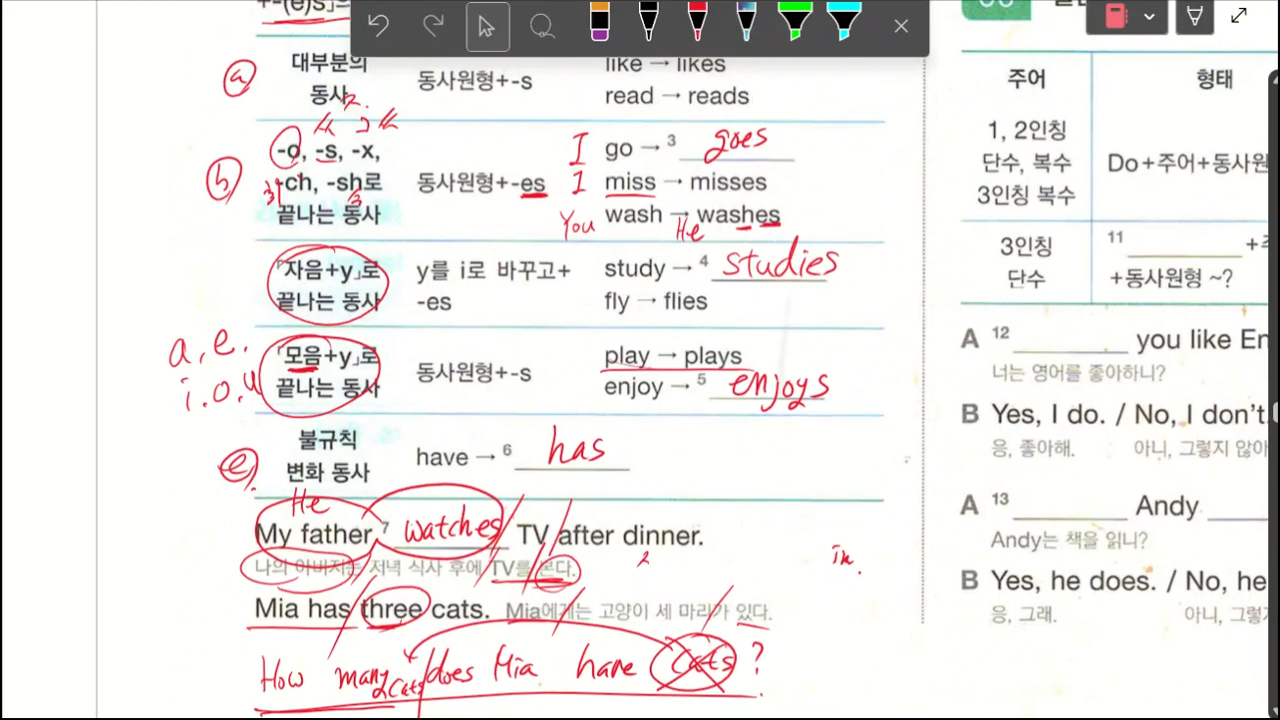 +-(e)s」의
ⓐ 대부분의 동사 동사원형+-s like → likes
read → reads
-o, -s, -x,
-ch, -sh로
끝나는 동사
ⓑ 동사원형+-es
I go → 3 goes
I miss → misses
You wash → washes
He
「자음+y」로
끝나는 동사
y를 i로 바꾸고+
-es
study → 4 studies
fly → flies
a, e,
i, o, u
「모음+y」로
끝나는 동사
동사원형+-s
play → plays
enjoy → 5 enjoys
ⓔ 불규칙
변화 동사
have → 6 has
He
My father 7 watches TV after dinner.
나의 아버지는 저녁 식사 후에 TV를 본다.
in.
Mia has three cats. Mia에게는 고양이 세 마리가 있다.
How many cats does Mia have cats?
주어 형태
1, 2인칭
단수, 복수
3인칭 복수
Do+주어+동사원
3인칭
단수
11 +주
+동사원형 ~?
A 12 you like En
너는 영어를 좋아하니?
B Yes, I do. / No, I don't.
응, 좋아해. 아니, 그렇지 않아
A 13 Andy
Andy는 책을 읽니?
B Yes, he does. / No, he
응, 그래. 아니, 그렇